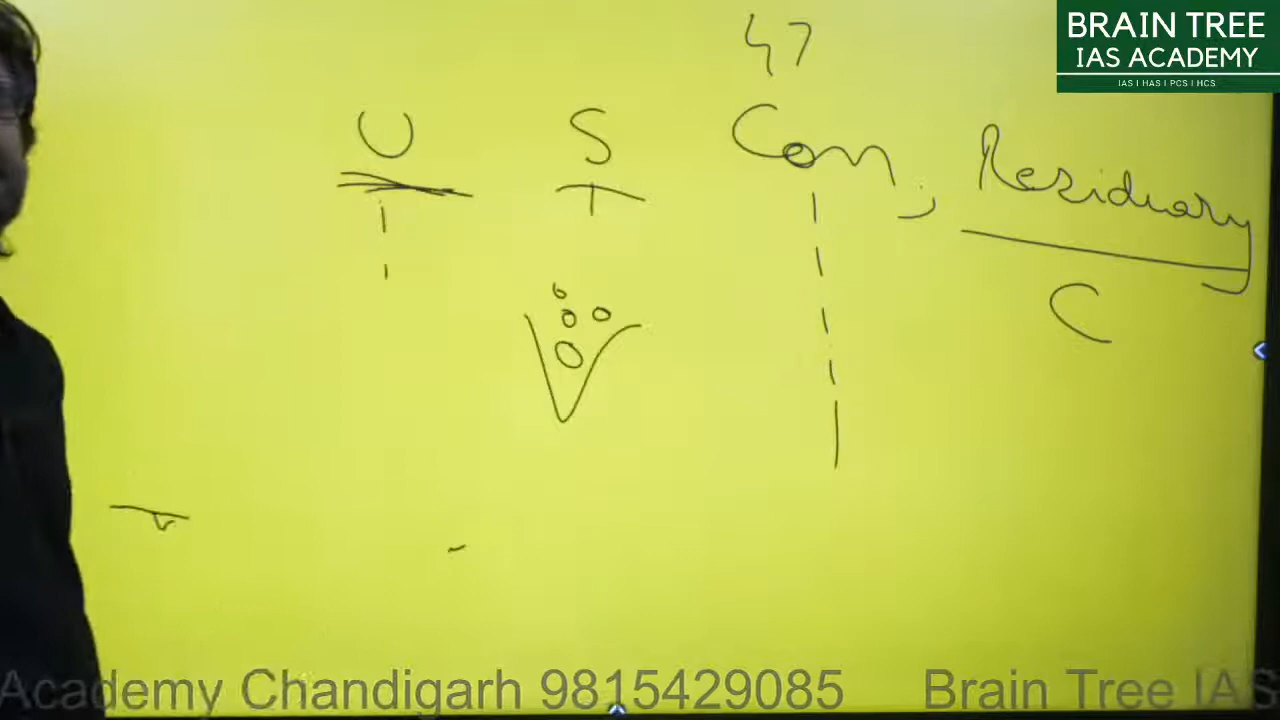 47
U S Con, Residuary
C
BRAIN TREE
IAS ACADEMY
IAS I HAS I PCS I HCS
Academy Chandigarh 9815429085 Brain Tree IAS